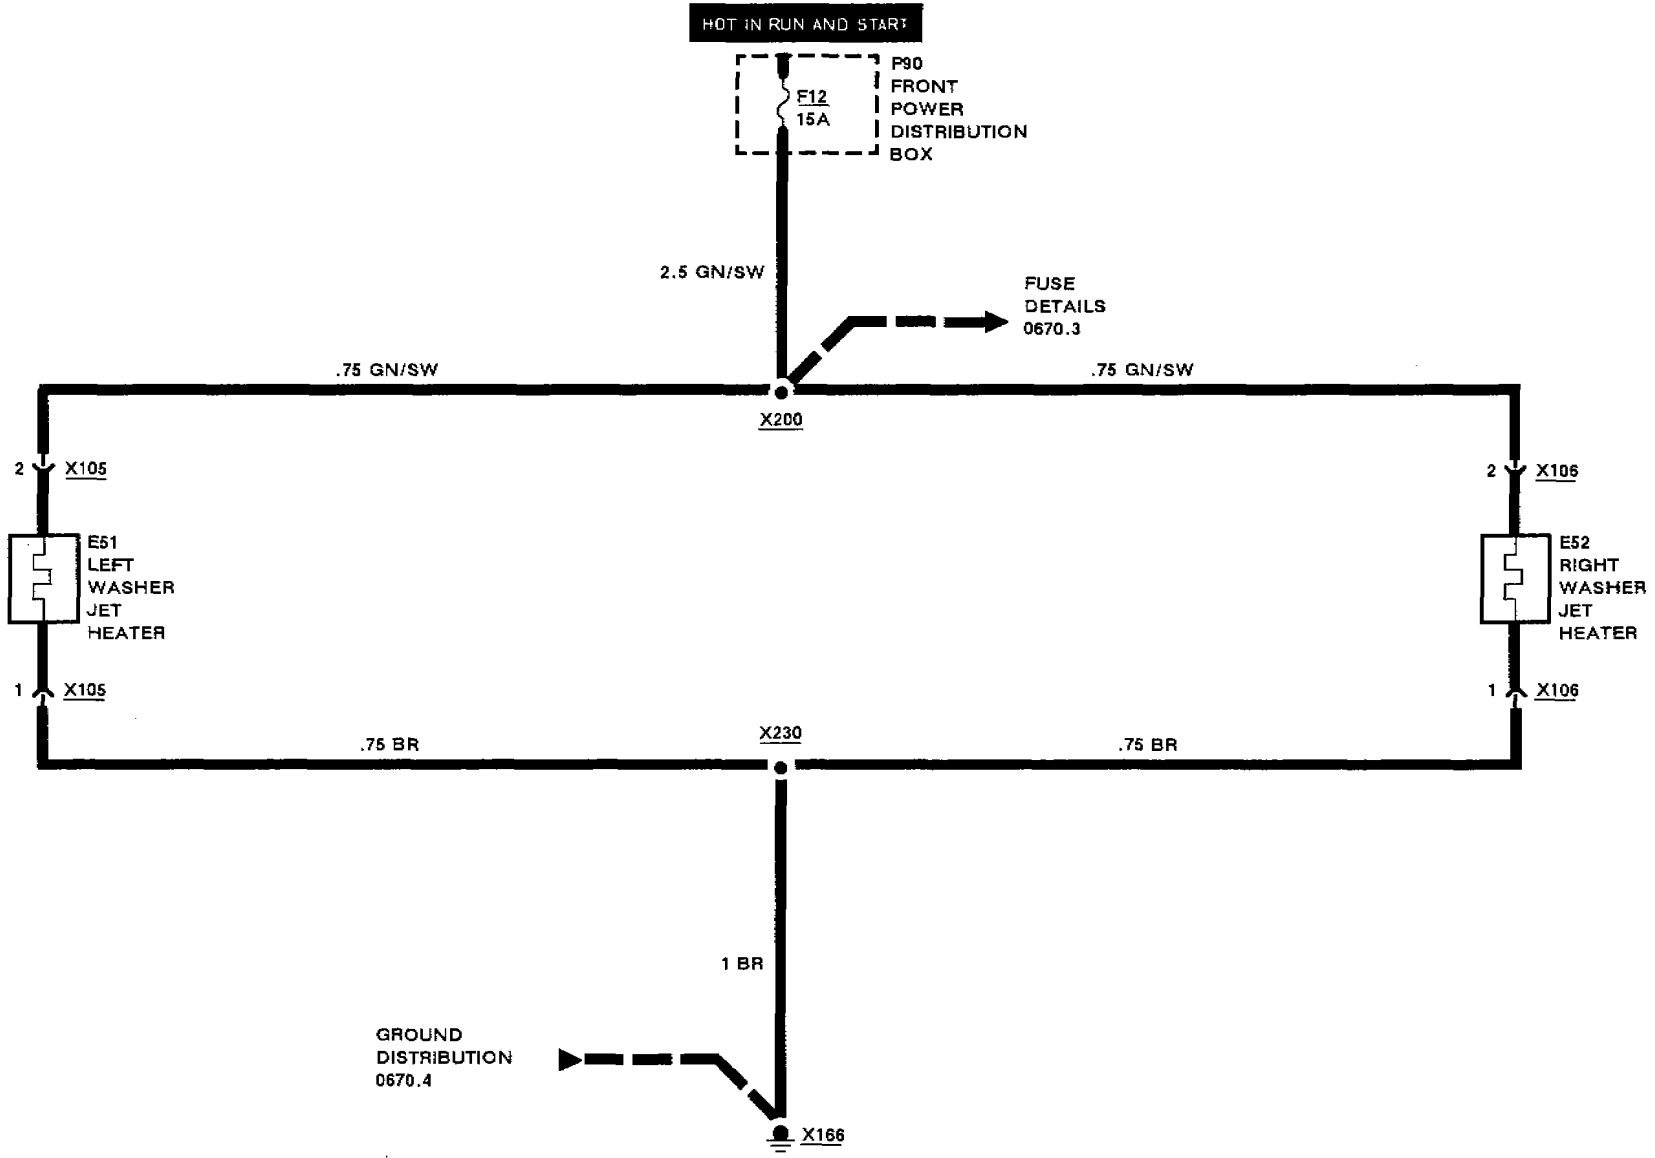 HOT IN RUN AND START
P90
FRONT
POWER
DISTRIBUTION
BOX
F12
15A
2.5 GN/SW
FUSE
DETAILS
0670.3
.75 GN/SW
.75 GN/SW
X200
2
X105
2
X106
E51
LEFT
WASHER
JET
HEATER
E52
RIGHT
WASHER
JET
HEATER
1
X105
1
X106
X230
.75 BR
.75 BR
1 BR
GROUND
DISTRIBUTION
0670.4
X166